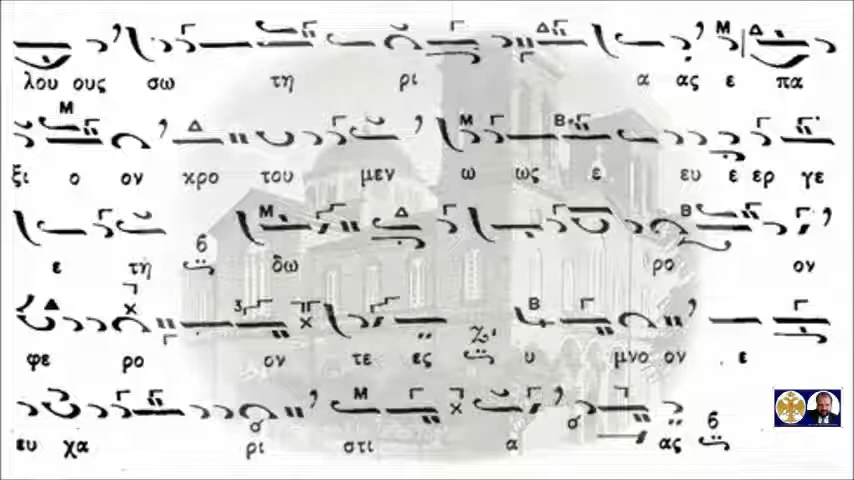 λου ους σω τη ρι α ας ε πα
ξι ο ον κρο του μεν ω ως ε ευ ε ερ γε
ε τη δω ρο ον
φε ρο ον τε ες υ μνο ον ε
ευ χα ρι στι α ας